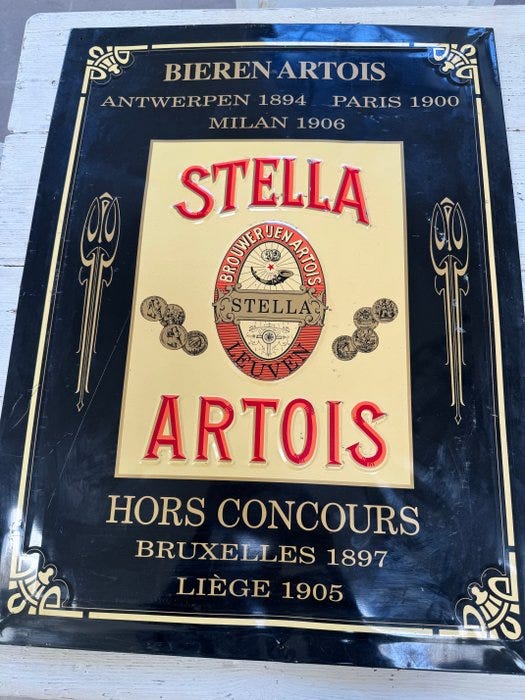 BIEREN ARTOIS
ANTWERPEN 1894 PARIS 1900
MILAN 1906
STELLA
BROUWERIJEN ARTOIS
STELLA
LEUVEN
ARTOIS
HORS CONCOURS
BRUXELLES 1897
LIÈGE 1905